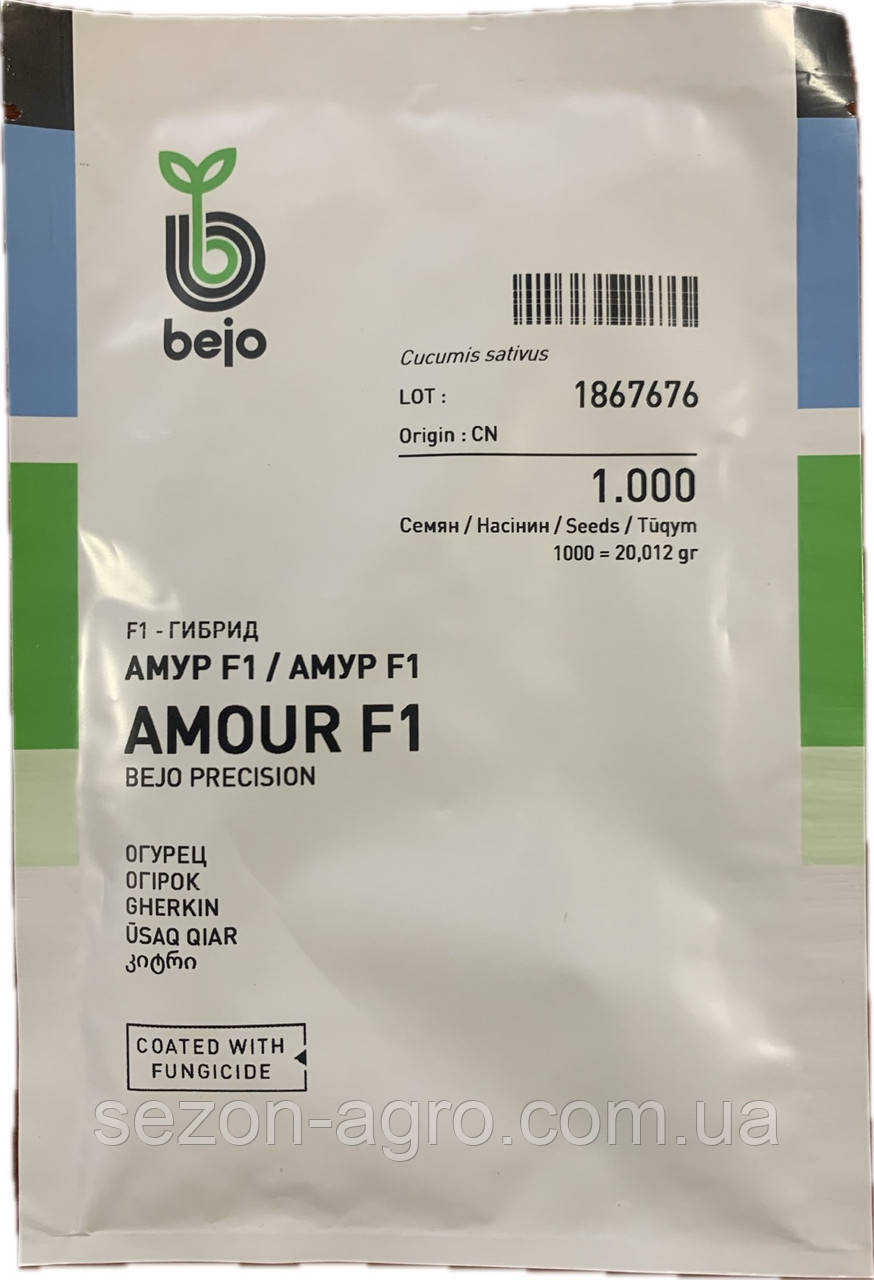 bejo
Cucumis sativus
LOT : 1867676
Origin : CN
1.000
Семян / Насінин / Seeds / Tūqym
1000 = 20,012 gr
F1 - ГИБРИД
АМУР F1 / АМУР F1
AMOUR F1
BEJO PRECISION
ОГУРЕЦ
ОГІРОК
GHERKIN
ŪSAQ QIAR
კიტრი
COATED WITH
FUNGICIDE
sezon-agro.com.ua